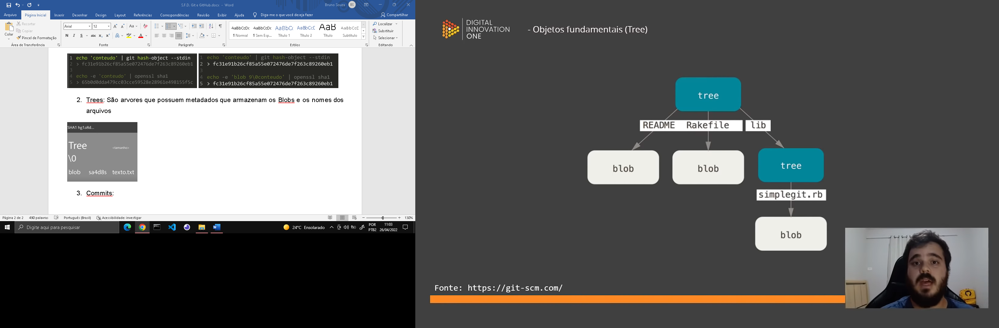 S.F.D. Git e GitHub.docx - Word
Bruno Souza
BS
Arquivo
Página Inicial
Inserir
Desenhar
Design
Layout
Referências
Correspondências
Revisão
Exibir
Ajuda
Diga-me o que você deseja fazer
Compartilhar
Colar
Recortar
Copiar
Pincel de Formatação
Área de Transferência
Arial
12
Fonte
Parágrafo
AaBbCcDc
AaBbCcDc
AaBbCc
AaBbCcD
AaB
AaBbCcD
¶ Normal
¶ Sem Esp...
Título 1
Título 2
Título
Subtítulo
Estilos
Localizar
Substituir
Selecionar
Editando
1 echo 'conteudo' | git hash-object --stdin
2 > fc31e91b26cf85a55e072476de7f263c89260eb1
3
4 echo -e 'conteudo' | openssl sha1
5 > 65b0d0dda479cc03cce59528e28961e498155f5c
1 echo 'conteudo' | git hash-object --stdin
2 > fc31e91b26cf85a55e072476de7f263c89260eb1
3
4 echo -e 'blob 9\0conteudo' | openssl sha1
5 > fc31e91b26cf85a55e072476de7f263c89260eb1
2. Trees: São arvores que possuem metadados que armazenam os Blobs e os nomes dos
arquivos
SHA1 hg1a8d...
Tree <tamanho>
\0
blob sa4d8s texto.txt
3. Commits:
Página 2 de 2
490 palavras
Português (Brasil)
Acessibilidade: investigar
130%
Digite aqui para pesquisar
24°C Ensolarado
POR
PTB2
11:03
26/04/2022
DIGITAL
INNOVATION
ONE
- Objetos fundamentais (Tree)
tree
README Rakefile lib
blob
blob
tree
simplegit.rb
blob
Fonte: https://git-scm.com/